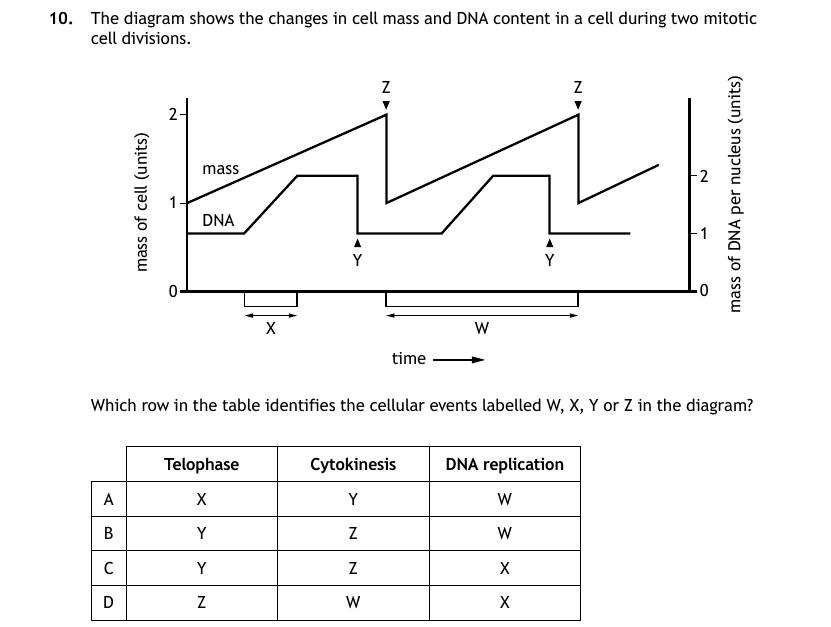 10. The diagram shows the changes in cell mass and DNA content in a cell during two mitotic
cell divisions.
Z Z
2
mass of cell (units)
mass
1
DNA
Y Y
0
2
1
0
mass of DNA per nucleus (units)
X W
time
Which row in the table identifies the cellular events labelled W, X, Y or Z in the diagram?
Telophase Cytokinesis DNA replication
A X Y W
B Y Z W
C Y Z X
D Z W X